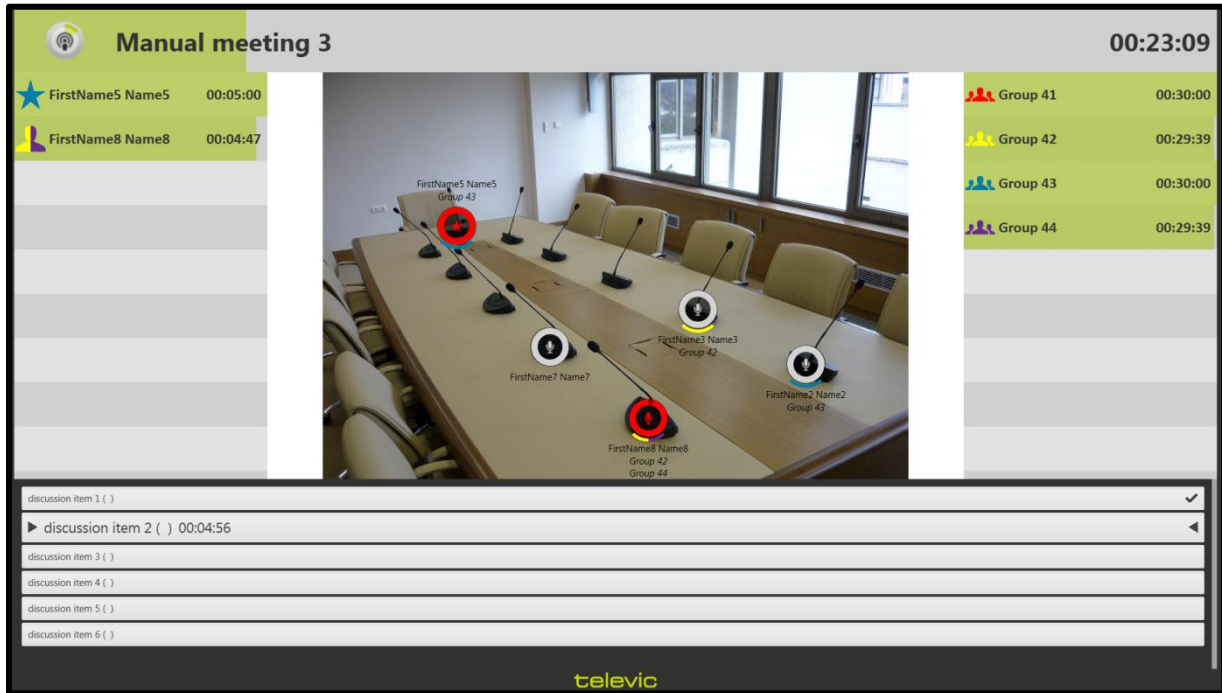 Manual meeting 3
00:23:09
FirstName5 Name5 00:05:00
FirstName8 Name8 00:04:47
FirstName5 Name5
Group 43
FirstName3 Name3
Group 42
FirstName7 Name7
FirstName2 Name2
Group 43
FirstName8 Name8
Group 42
Group 44
Group 41 00:30:00
Group 42 00:29:39
Group 43 00:30:00
Group 44 00:29:39
discussion item 1 ( )
discussion item 2 ( ) 00:04:56
discussion item 3 ( )
discussion item 4 ( )
discussion item 5 ( )
discussion item 6 ( )
televic